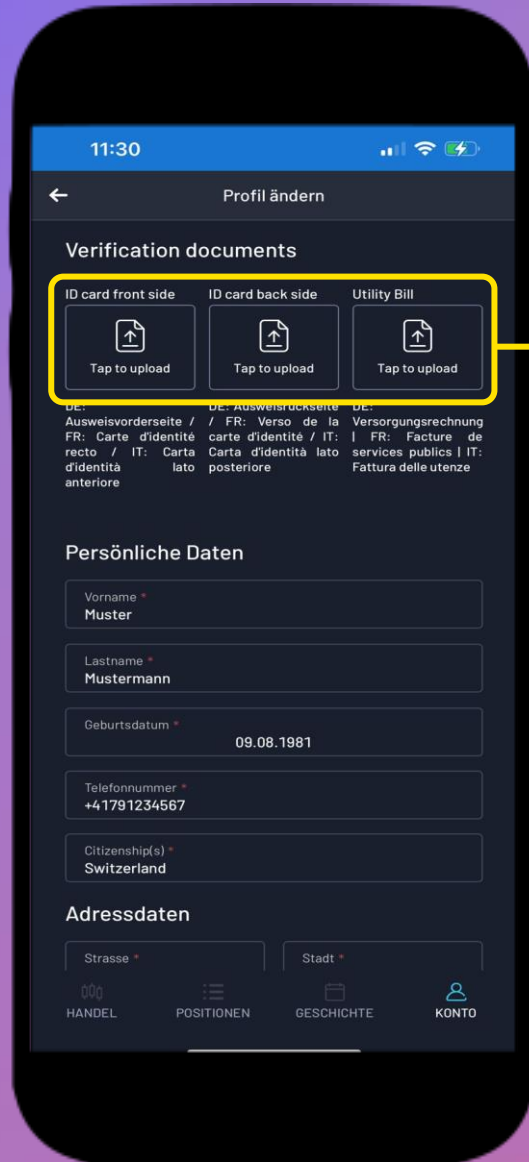 11:30
Profil ändern
Verification documents
ID card front side
ID card back side
Utility Bill
Tap to upload
Tap to upload
Tap to upload
DE:
Ausweisvorderseite /
FR: Carte d'identité
recto / IT: Carta
d'identità lato
anteriore
DE: Ausweisrückseite
/ FR: Verso de la
carte d'identité / IT:
Carta d'identità lato
posteriore
DE:
Versorgungsrechnung
| FR: Facture de
services publics | IT:
Fattura delle utenze
Persönliche Daten
Vorname *
Muster
Lastname *
Mustermann
Geburtsdatum *
09.08.1981
Telefonnummer *
+41791234567
Citizenship(s) *
Switzerland
Adressdaten
Strasse *
Stadt *
HANDEL
POSITIONEN
GESCHICHTE
KONTO